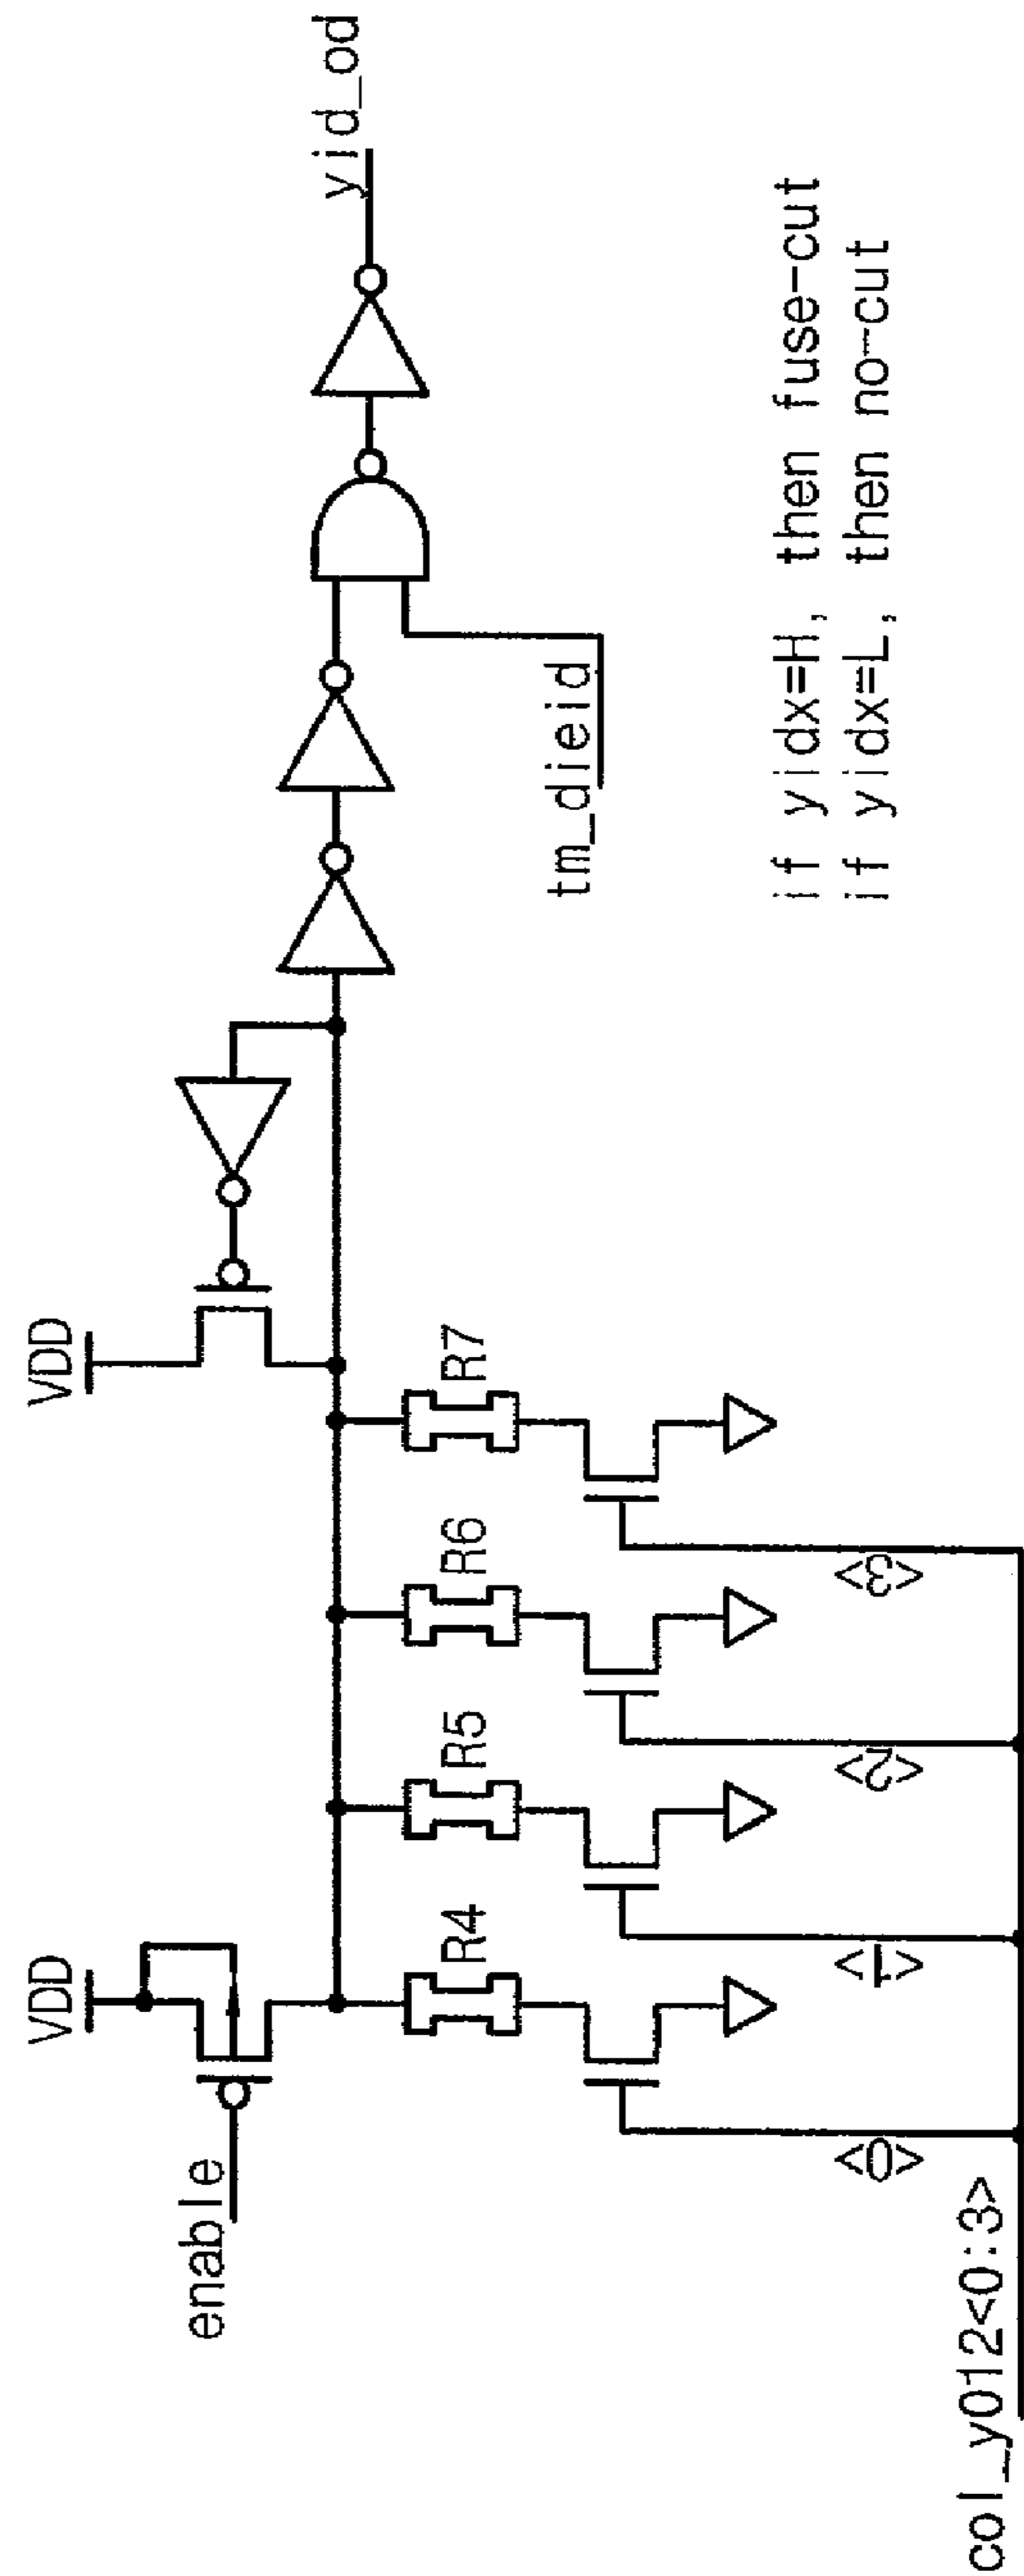 VDD
VDD
enable
R4
R5
R6
R7
yid_od
tm_dieid
<0>
<1>
<2>
<3>
col_y012<0:3>
if yidx=H, then fuse-cut
if yidx=L, then no-cut